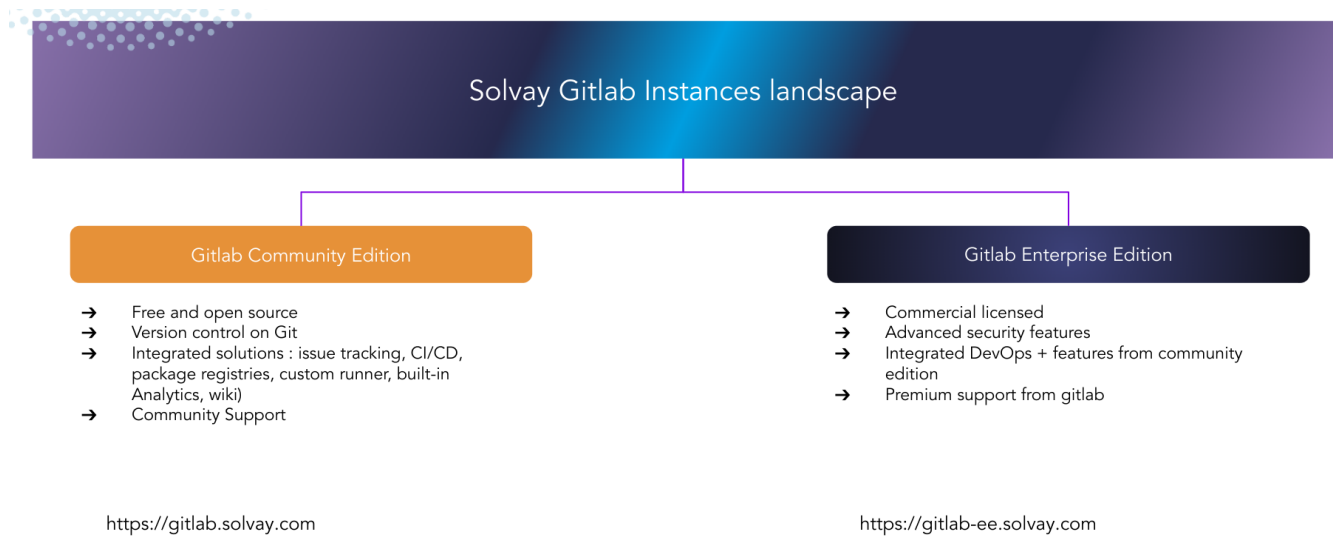 Solvay Gitlab Instances landscape
Gitlab Community Edition
➔ Free and open source
➔ Version control on Git
➔ Integrated solutions : issue tracking, CI/CD,
package registries, custom runner, built-in
Analytics, wiki)
➔ Community Support
https://gitlab.solvay.com
Gitlab Enterprise Edition
➔ Commercial licensed
➔ Advanced security features
➔ Integrated DevOps + features from community
edition
➔ Premium support from gitlab
https://gitlab-ee.solvay.com